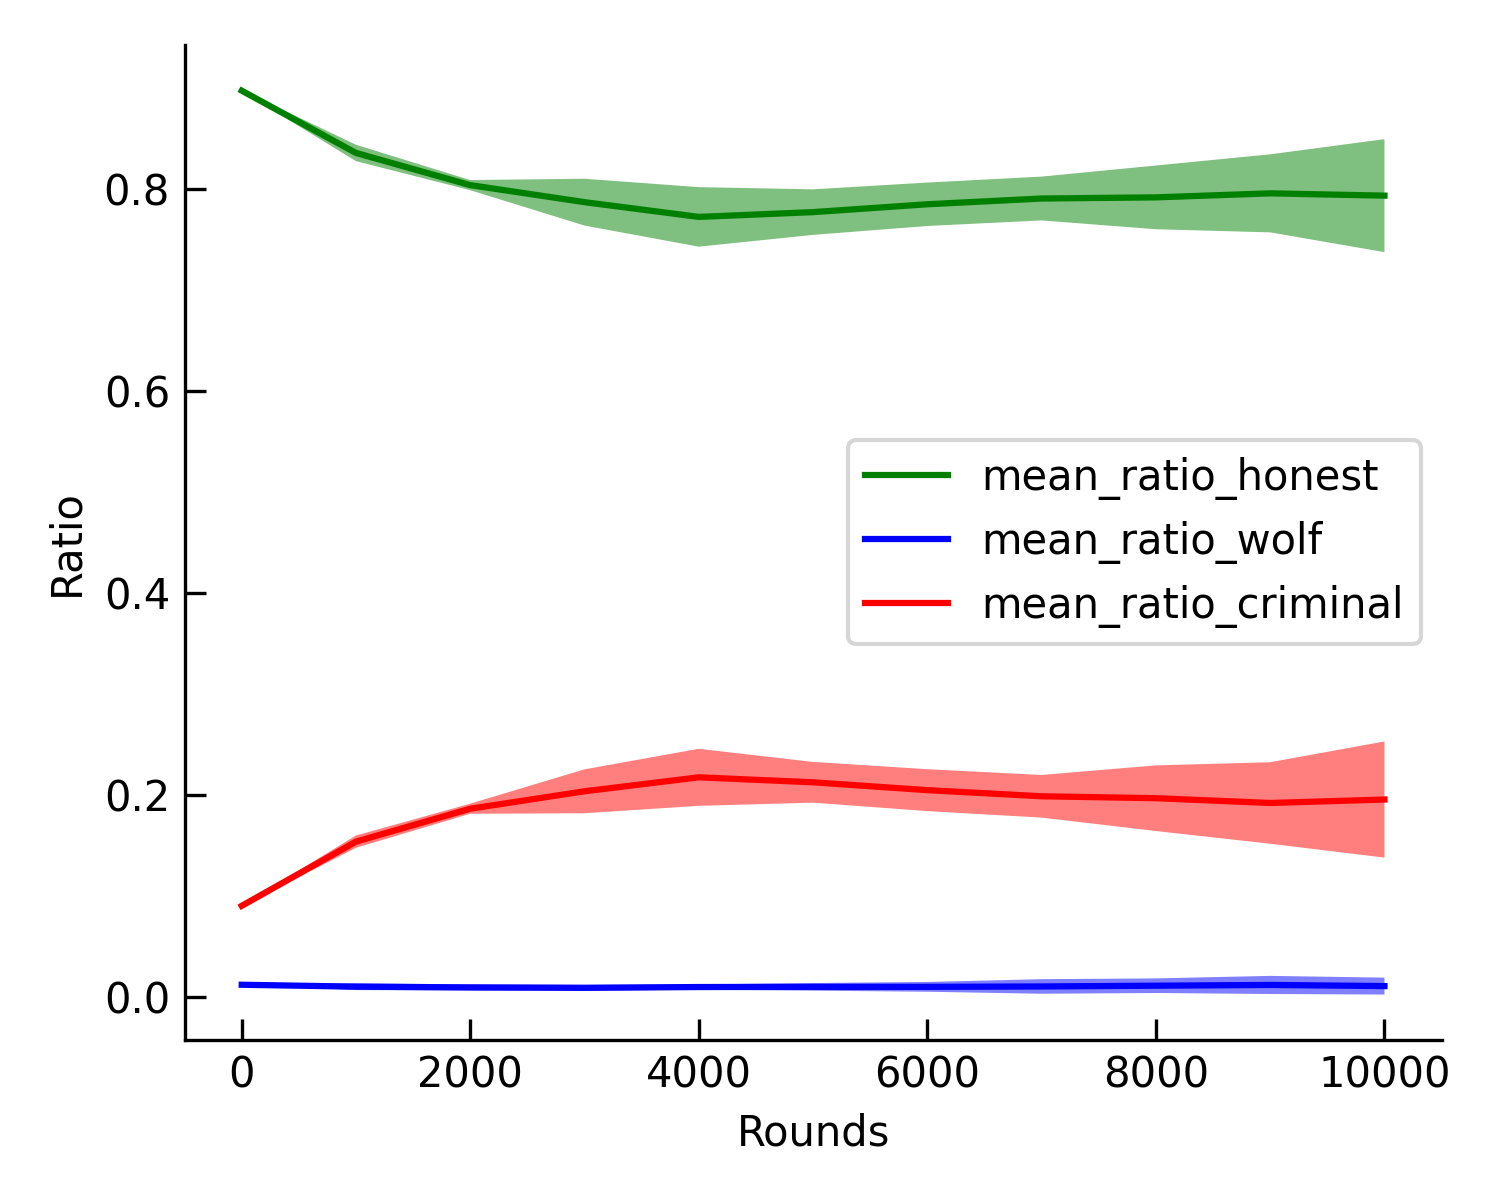 0.8
0.6
0.4
0.2
0.0
Ratio
mean_ratio_honest
mean_ratio_wolf
mean_ratio_criminal
0 2000 4000 6000 8000 10000
Rounds